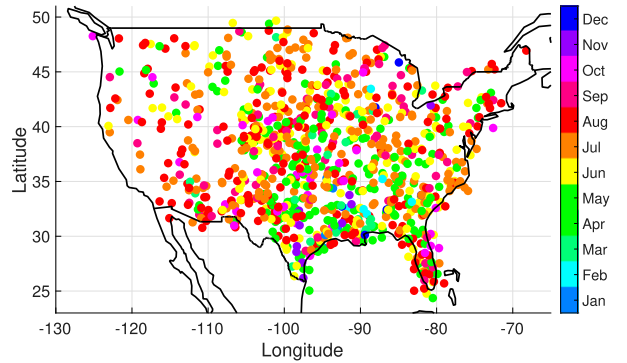 50
45
40
35
30
25
Latitude
-130
-120
-110
-100
-90
-80
-70
Longitude
Dec
Nov
Oct
Sep
Aug
Jul
Jun
May
Apr
Mar
Feb
Jan